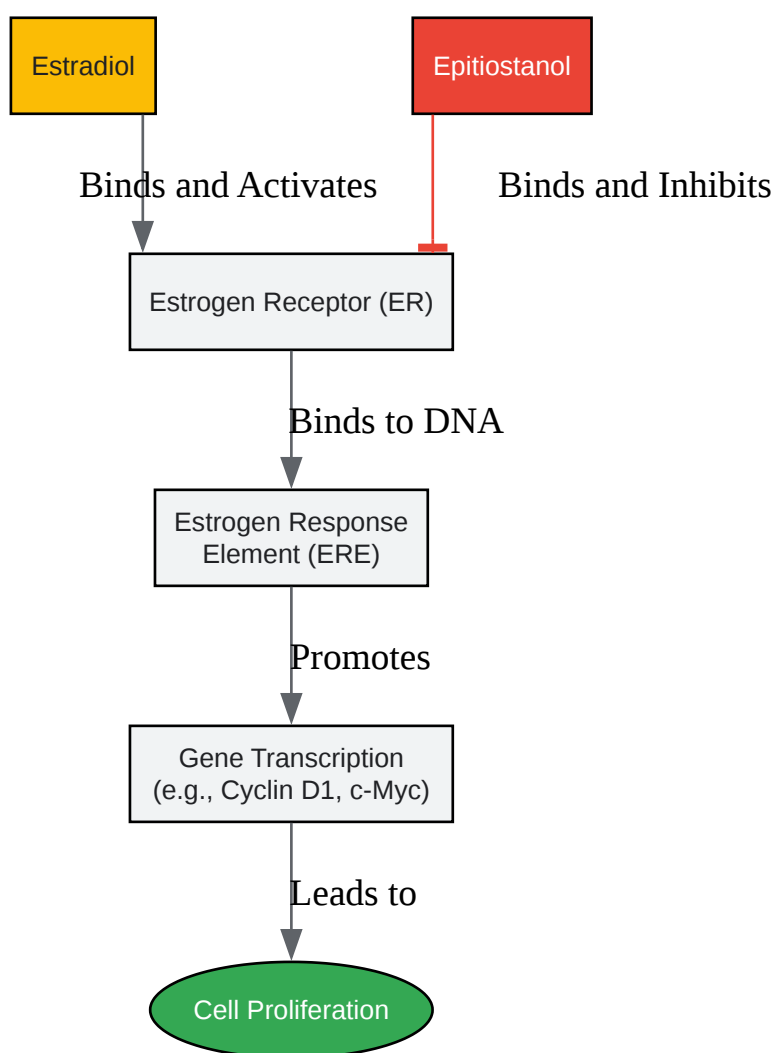 Estradiol
Epitiostanol
Binds and Activates
Binds and Inhibits
Estrogen Receptor (ER)
Binds to DNA
Estrogen Response
Element (ERE)
Promotes
Gene Transcription
(e.g., Cyclin D1, c-Myc)
Leads to
Cell Proliferation